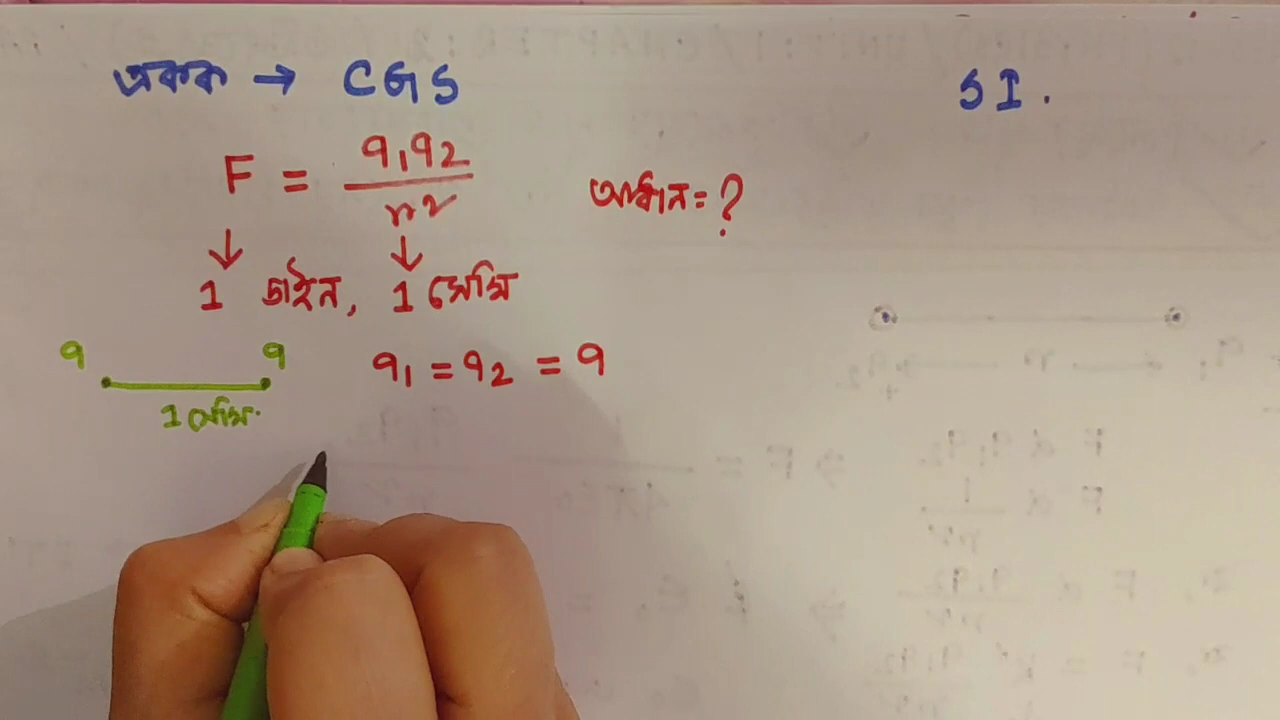 একক → CGS
SI.
F = q₁q₂ / r²
আধান = ?
↓ ↓
1 ডাইন, 1 সেমি
q q
q₁ = q₂ = q
1 সেমি.